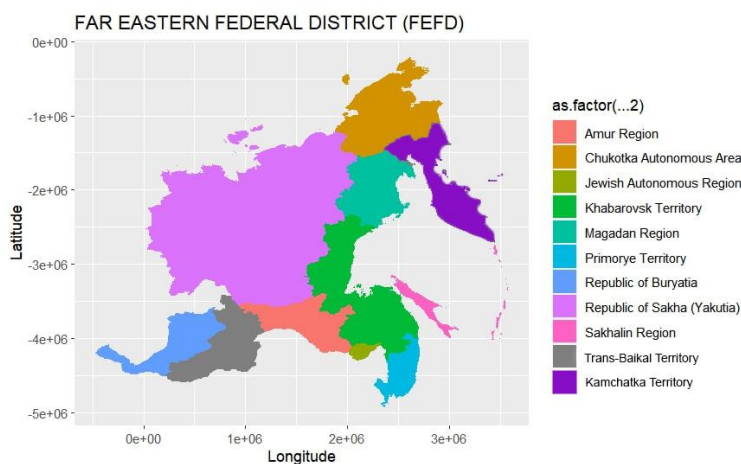 FAR EASTERN FEDERAL DISTRICT (FEFD)
0e+00
-1e+06
-2e+06
-3e+06
-4e+06
-5e+06
Latitude
0e+00 1e+06 2e+06 3e+06
Longitude
as.factor(...2)
Amur Region
Chukotka Autonomous Area
Jewish Autonomous Region
Khabarovsk Territory
Magadan Region
Primorye Territory
Republic of Buryatia
Republic of Sakha (Yakutia)
Sakhalin Region
Trans-Baikal Territory
Kamchatka Territory